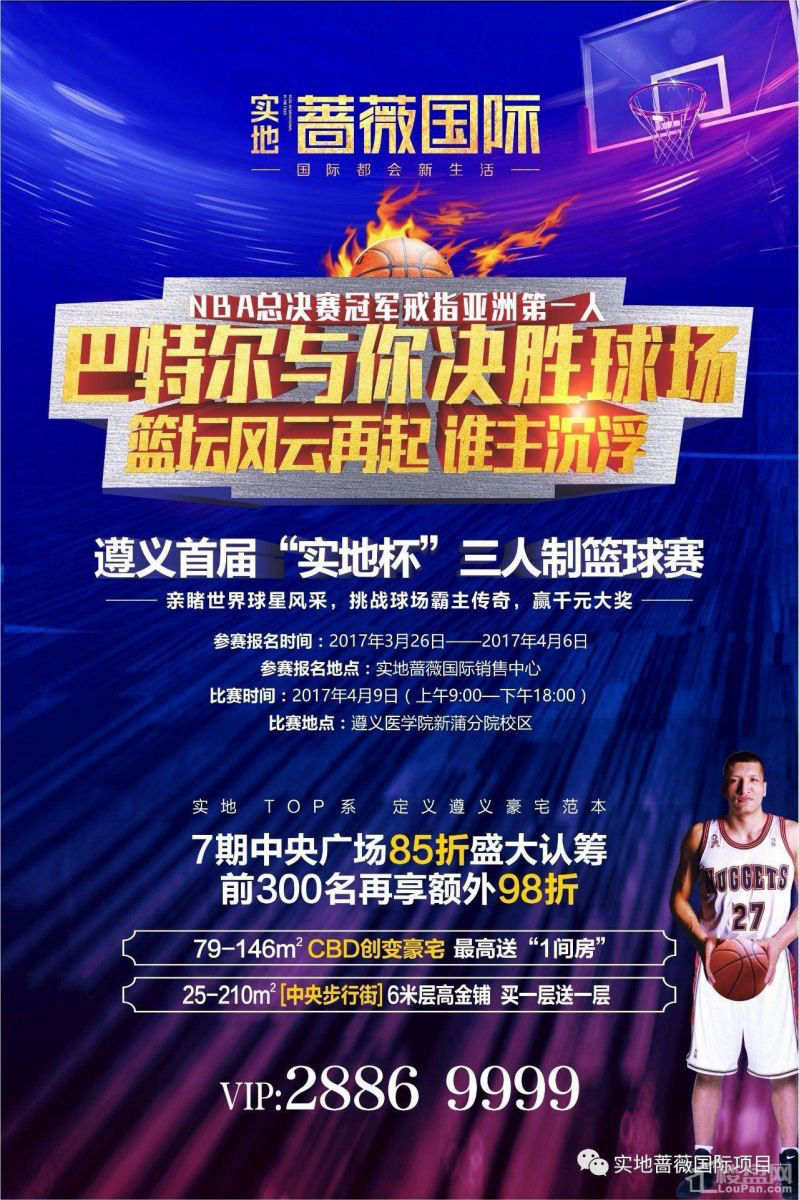 实地
蔷薇国际
国际都会新生活
NBA总决赛冠军戒指亚洲第一人
巴特尔与你决胜球场
篮坛风云再起 谁主沉浮
遵义首届“实地杯”三人制篮球赛
亲睹世界球星风采，挑战球场霸主传奇，赢千元大奖
参赛报名时间：2017年3月26日——2017年4月6日
参赛报名地点：实地蔷薇国际销售中心
比赛时间：2017年4月9日（上午9:00—下午18:00）
比赛地点：遵义医学院新蒲分院校区
实地 TOP系 定义遵义豪宅范本
7期中央广场85折盛大认筹
前300名再享额外98折
NUGGETS
27
79-146m² CBD创变豪宅 最高送“1间房”
25-210m² [中央步行街] 6米层高金铺 买一层送一层
VIP:2886 9999
实地蔷薇国际项目
楼盘网
LouPan.com